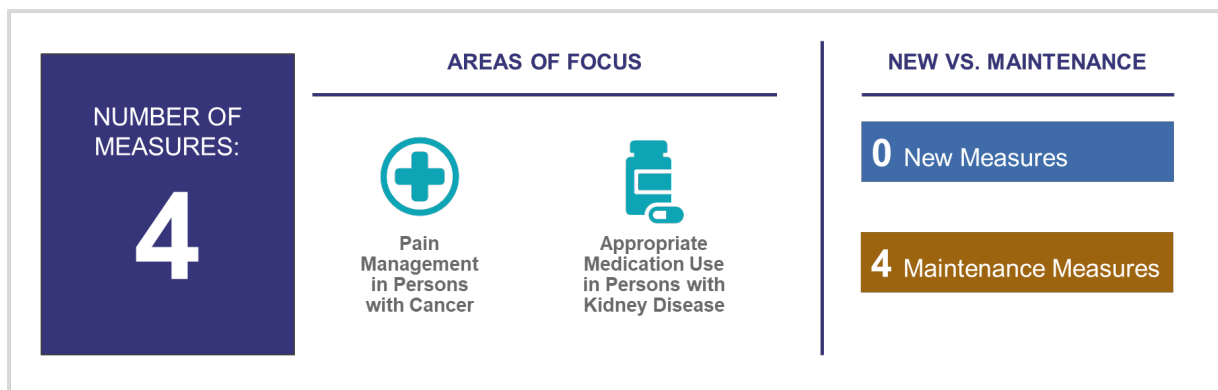 NUMBER OF
MEASURES:
4
AREAS OF FOCUS
Pain
Management
in Persons
with Cancer
Appropriate
Medication Use
in Persons with
Kidney Disease
NEW VS. MAINTENANCE
0 New Measures
4 Maintenance Measures